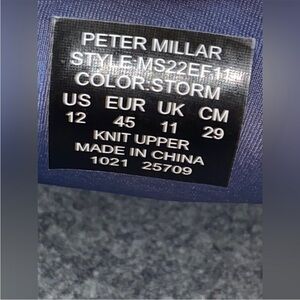 PETER MILLAR
STYLE:MS22EF11
COLOR:STORM
US EUR UK CM
12 45 11 29
KNIT UPPER
MADE IN CHINA
1021 25709